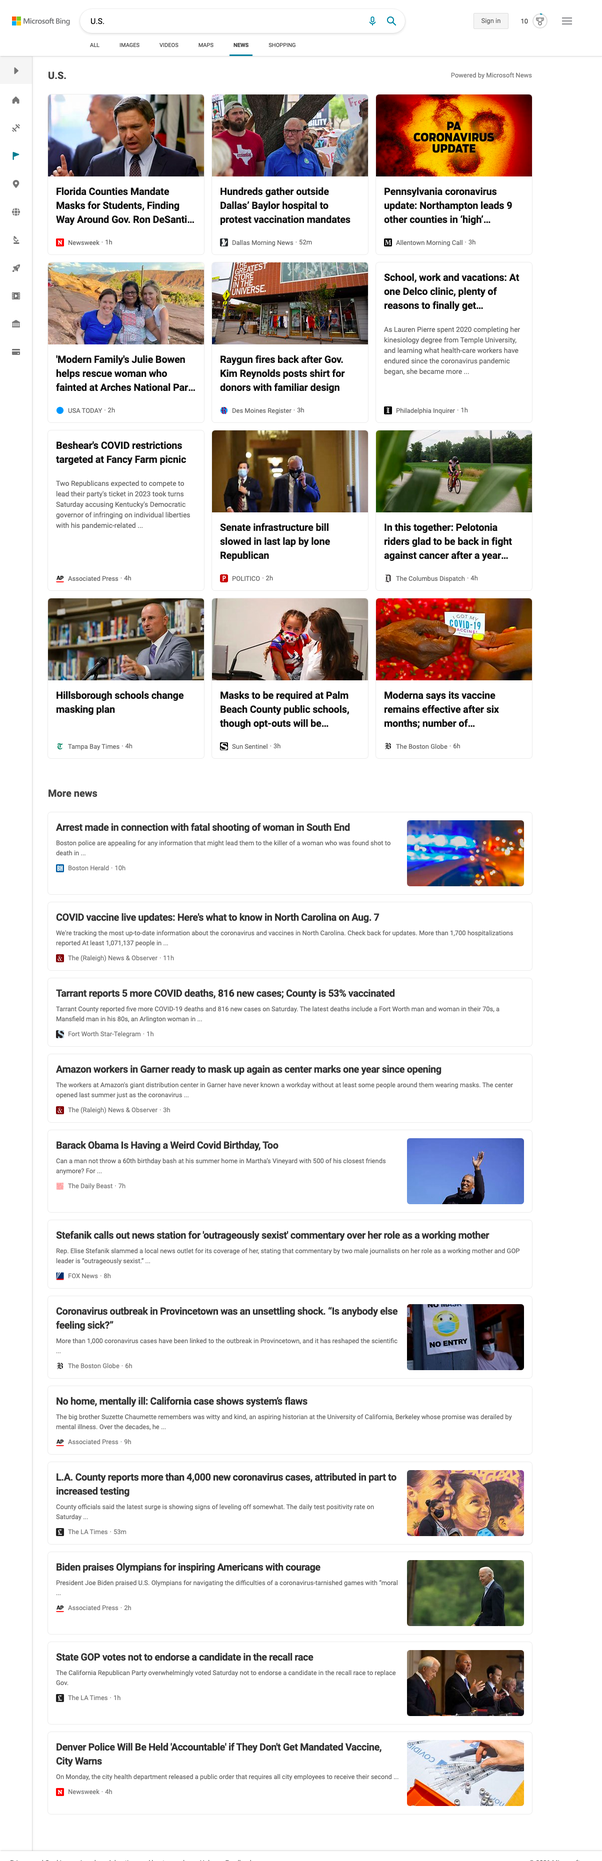 Microsoft Bing
U.S.
Sign in
10
ALL
IMAGES
VIDEOS
MAPS
NEWS
SHOPPING
U.S.
Powered by Microsoft News
Florida Counties Mandate
Masks for Students, Finding
Way Around Gov. Ron DeSanti...
Newsweek · 1h
Hundreds gather outside
Dallas' Baylor hospital to
protest vaccination mandates
Dallas Morning News · 52m
PA
CORONAVIRUS
UPDATE
Pennsylvania coronavirus
update: Northampton leads 9
other counties in 'high'...
Allentown Morning Call · 3h
'Modern Family's Julie Bowen
helps rescue woman who
fainted at Arches National Par...
USA TODAY · 2h
GREATEST
STORE
IN THE
UNIVERSE.
Raygun fires back after Gov.
Kim Reynolds posts shirt for
donors with familiar design
Des Moines Register · 3h
School, work and vacations: At
one Delco clinic, plenty of
reasons to finally get...
As Lauren Pierre spent 2020 completing her
kinesiology degree from Temple University,
and learning what health-care workers have
endured since the coronavirus pandemic
began, she became more ...
Philadelphia Inquirer · 1h
Beshear's COVID restrictions
targeted at Fancy Farm picnic
Two Republicans expected to compete to
lead their party's ticket in 2023 took turns
Saturday accusing Kentucky's Democratic
governor of infringing on individual liberties
with his pandemic-related ...
AP Associated Press · 4h
Senate infrastructure bill
slowed in last lap by lone
Republican
POLITICO · 2h
In this together: Pelotonia
riders glad to be back in fight
against cancer after a year...
The Columbus Dispatch · 4h
Hillsborough schools change
masking plan
Tampa Bay Times · 4h
Masks to be required at Palm
Beach County public schools,
though opt-outs will be...
Sun Sentinel · 3h
I GOT MY
COVID-19
VACCINE!
Moderna says its vaccine
remains effective after six
months; number of...
The Boston Globe · 6h
More news
Arrest made in connection with fatal shooting of woman in South End
Boston police are appealing for any information that might lead them to the killer of a woman who was found shot to
death in ...
Boston Herald · 10h
COVID vaccine live updates: Here's what to know in North Carolina on Aug. 7
We're tracking the most up-to-date information about the coronavirus and vaccines in North Carolina. Check back for updates. More than 1,700 hospitalizations
reported At least 1,071,137 people in ...
The (Raleigh) News & Observer · 11h
Tarrant reports 5 more COVID deaths, 816 new cases; County is 53% vaccinated
Tarrant County reported five more COVID-19 deaths and 816 new cases on Saturday. The latest deaths include a Fort Worth man and woman in their 70s, a
Mansfield man in his 80s, an Arlington woman in ...
Fort Worth Star-Telegram · 1h
Amazon workers in Garner ready to mask up again as center marks one year since opening
The workers at Amazon's giant distribution center in Garner have never known a workday without at least some people around them wearing masks. The center
opened last summer just as the coronavirus ...
The (Raleigh) News & Observer · 3h
Barack Obama Is Having a Weird Covid Birthday, Too
Can a man not throw a 60th birthday bash at his summer home in Martha's Vineyard with 500 of his closest friends
anymore? For ...
The Daily Beast · 7h
Stefanik calls out news station for 'outrageously sexist' commentary over her role as a working mother
Rep. Elise Stefanik slammed a local news outlet for its coverage of her, stating that commentary by two male journalists on her role as a working mother and GOP
leader is "outrageously sexist." ...
FOX News · 8h
Coronavirus outbreak in Provincetown was an unsettling shock. "Is anybody else
feeling sick?"
More than 1,000 coronavirus cases have been linked to the outbreak in Provincetown, and it has reshaped the scientific
...
The Boston Globe · 6h
NO MASK
NO ENTRY
No home, mentally ill: California case shows system's flaws
The big brother Suzette Chaumette remembers was witty and kind, an aspiring historian at the University of California, Berkeley whose promise was derailed by
mental illness. Over the decades, he ...
AP Associated Press · 9h
L.A. County reports more than 4,000 new coronavirus cases, attributed in part to
increased testing
County officials said the latest surge is showing signs of leveling off somewhat. The daily test positivity rate on
Saturday ...
The LA Times · 53m
Biden praises Olympians for inspiring Americans with courage
President Joe Biden praised U.S. Olympians for navigating the difficulties of a coronavirus-tarnished games with "moral
...
AP Associated Press · 2h
State GOP votes not to endorse a candidate in the recall race
The California Republican Party overwhelmingly voted Saturday not to endorse a candidate in the recall race to replace
Gov.
The LA Times · 1h
Denver Police Will Be Held 'Accountable' if They Don't Get Mandated Vaccine,
City Warns
On Monday, the city health department released a public order that requires all city employees to receive their second ...
Newsweek · 4h